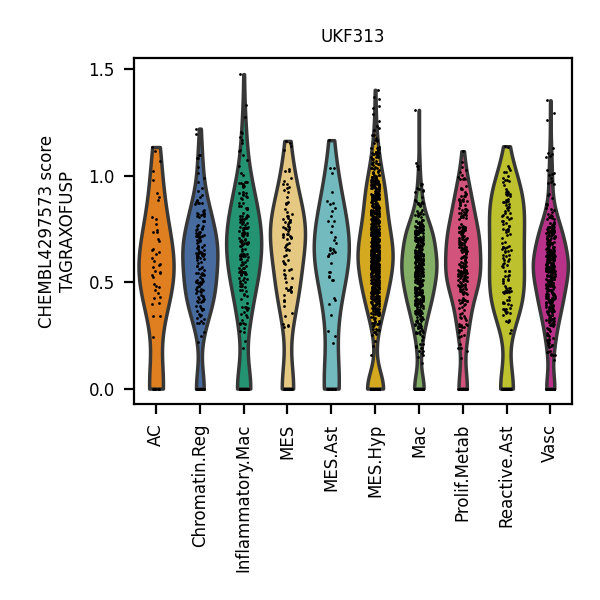 UKF313
CHEMBL4297573 score
TAGRAXOFUSP
1.5
1.0
0.5
0.0
AC
Chromatin.Reg
Inflammatory.Mac
MES
MES.Ast
MES.Hyp
Mac
Prolif.Metab
Reactive.Ast
Vasc